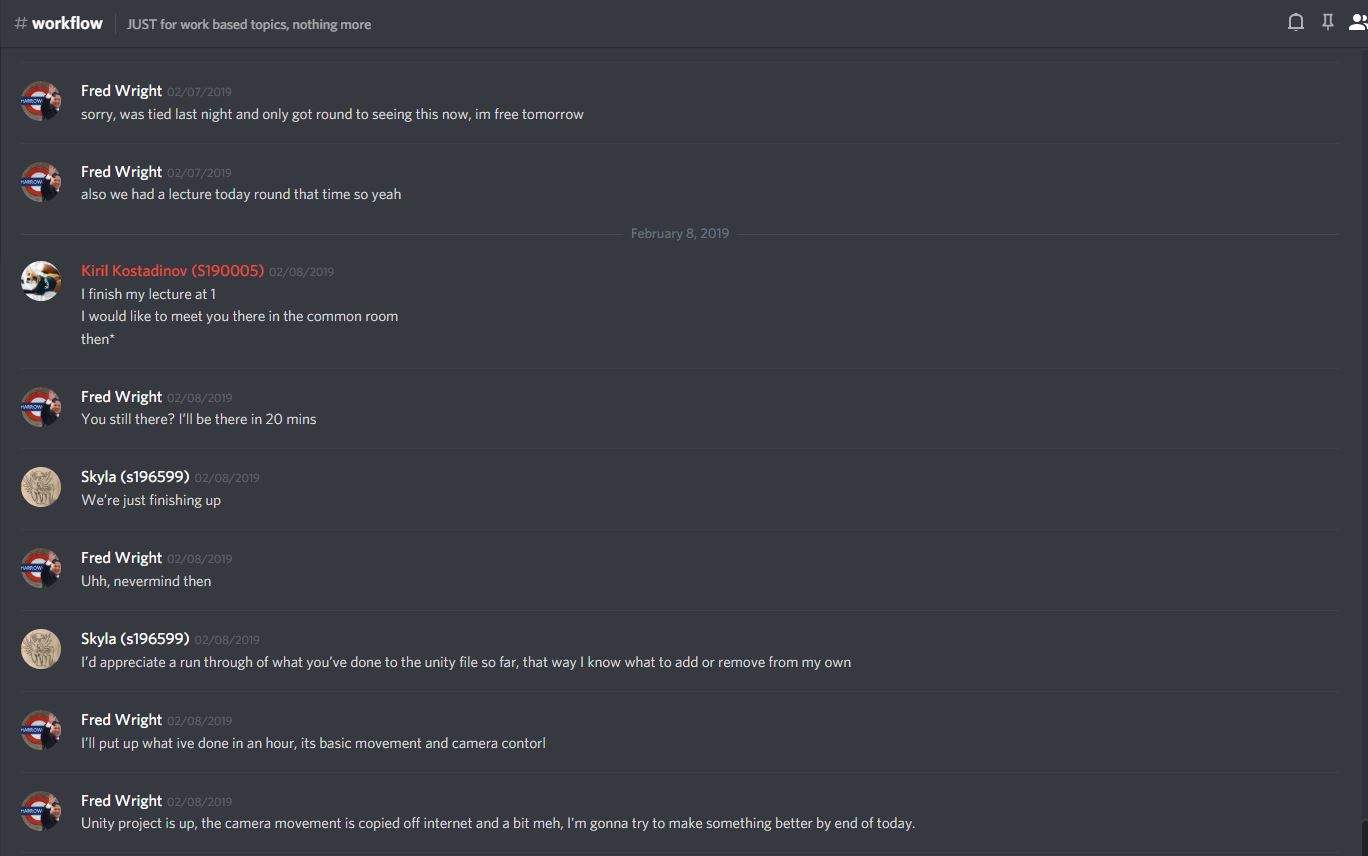 # workflow JUST for work based topics, nothing more
Fred Wright 02/07/2019
HARROW
sorry, was tied last night and only got round to seeing this now, im free tomorrow
Fred Wright 02/07/2019
HARROW
also we had a lecture today round that time so yeah
February 8, 2019
Kiril Kostadinov (S190005) 02/08/2019
I finish my lecture at 1
I would like to meet you there in the common room
then*
Fred Wright 02/08/2019
HARROW
You still there? I'll be there in 20 mins
Skyla (s196599) 02/08/2019
We're just finishing up
Fred Wright 02/08/2019
HARROW
Uhh, nevermind then
Skyla (s196599) 02/08/2019
I'd appreciate a run through of what you've done to the unity file so far, that way I know what to add or remove from my own
Fred Wright 02/08/2019
HARROW
I'll put up what ive done in an hour, its basic movement and camera contorl
Fred Wright 02/08/2019
HARROW
Unity project is up, the camera movement is copied off internet and a bit meh, I'm gonna try to make something better by end of today.